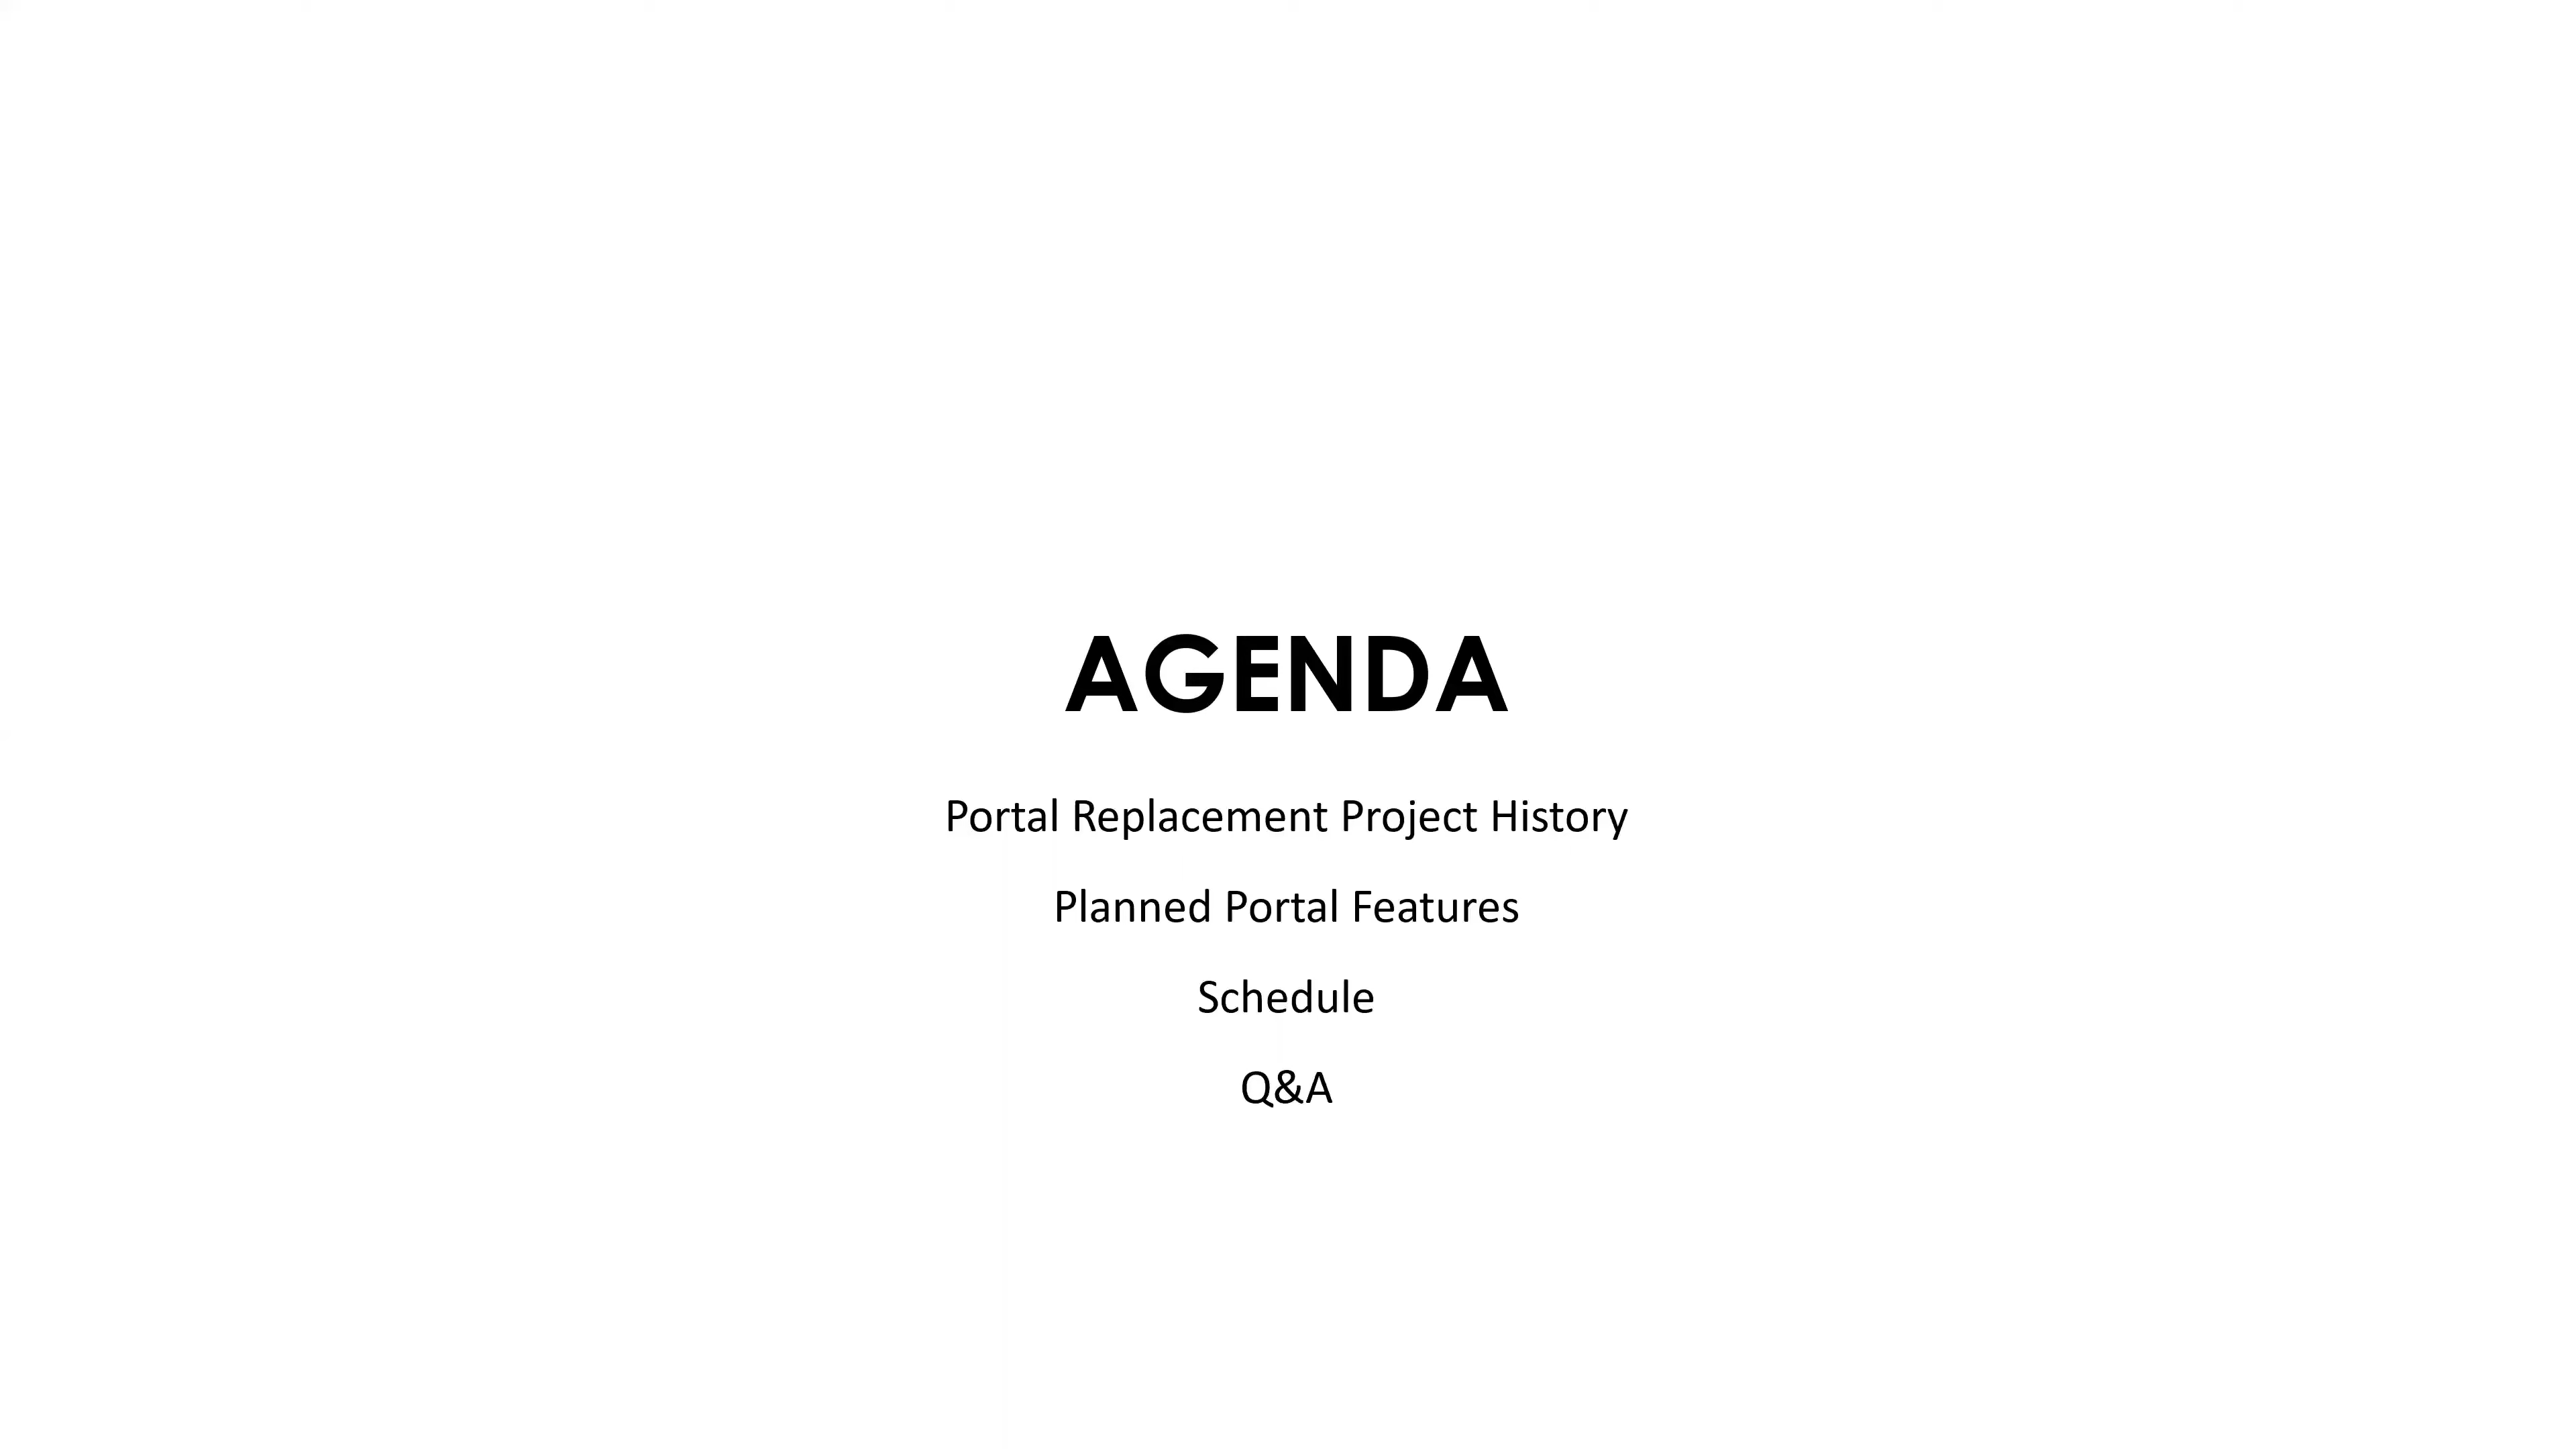 AGENDA
Portal Replacement Project History
Planned Portal Features
Schedule
Q&A